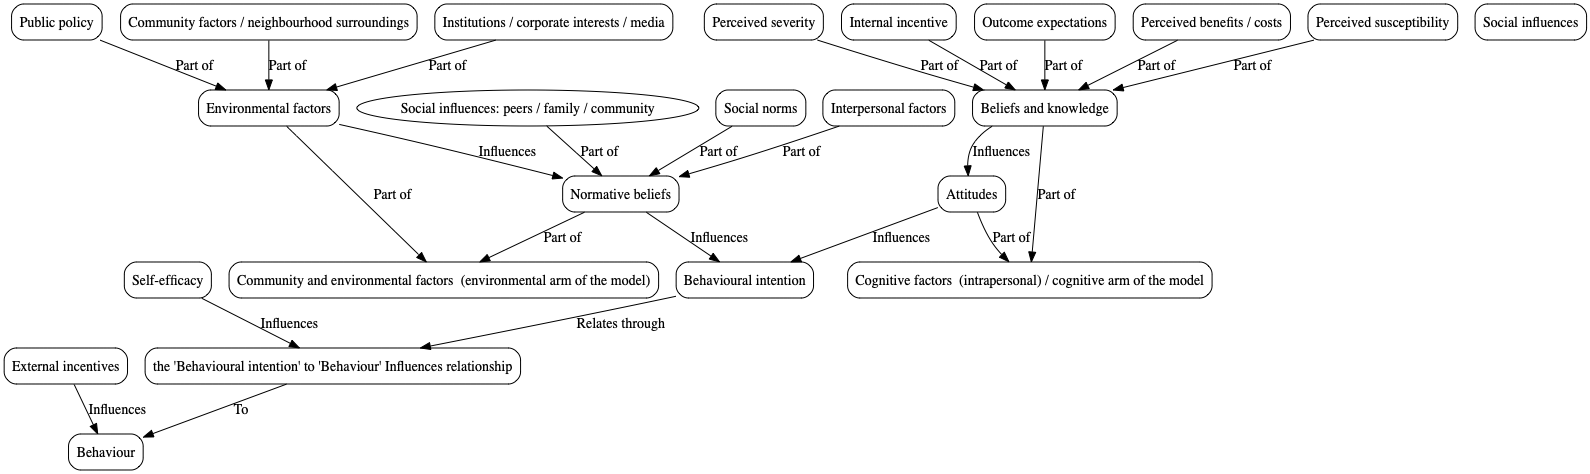 Public policy
Community factors / neighbourhood surroundings
Institutions / corporate interests / media
Perceived severity
Internal incentive
Outcome expectations
Perceived benefits / costs
Perceived susceptibility
Social influences
Part of
Part of
Part of
Part of
Part of
Part of
Part of
Part of
Environmental factors
Social influences: peers / family / community
Social norms
Interpersonal factors
Beliefs and knowledge
Influences
Part of
Part of
Part of
Influences
Part of
Normative beliefs
Attitudes
Part of
Part of
Influences
Influences
Part of
Self-efficacy
Community and environmental factors  (environmental arm of the model)
Behavioural intention
Cognitive factors  (intrapersonal) / cognitive arm of the model
Influences
Relates through
External incentives
the 'Behavioural intention' to 'Behaviour' Influences relationship
Influences
To
Behaviour